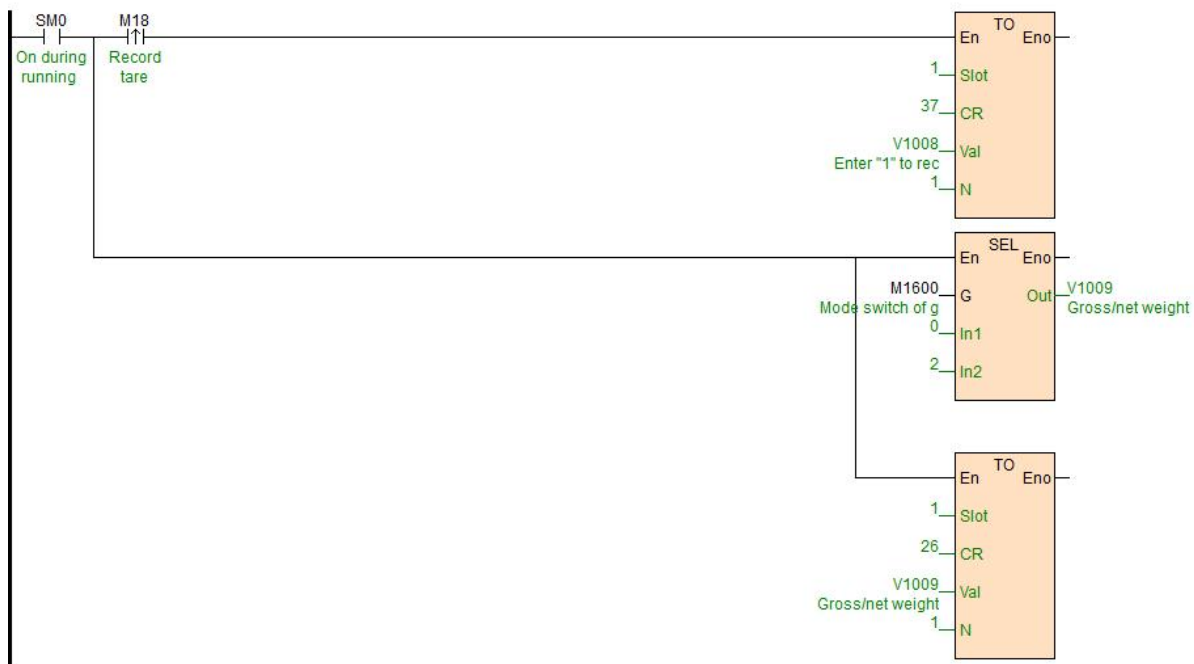 SM0
On during
running
M18
Record
tare
TO
En
Eno
1
Slot
37
CR
V1008
Val
Enter "1" to rec
1
N
SEL
En
Eno
M1600
G
Out
V1009
Mode switch of g
Gross/net weight
0
In1
2
In2
TO
En
Eno
1
Slot
26
CR
V1009
Val
Gross/net weight
1
N